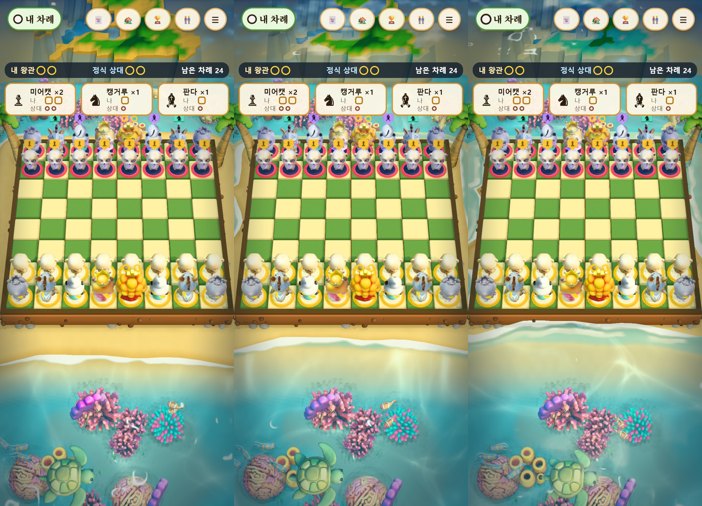 내 차례
내 왕관 정식 상대 남은 차례 24
미어캣 ×2
나
상대
캥거루 ×1
나
상대
판다 ×1
나
상대
내 차례
내 왕관 정식 상대 남은 차례 24
미어캣 ×2
나
상대
캥거루 ×1
나
상대
판다 ×1
나
상대
내 차례
내 왕관 정식 상대 남은 차례 24
미어캣 ×2
나
상대
캥거루 ×1
나
상대
판다 ×1
나
상대